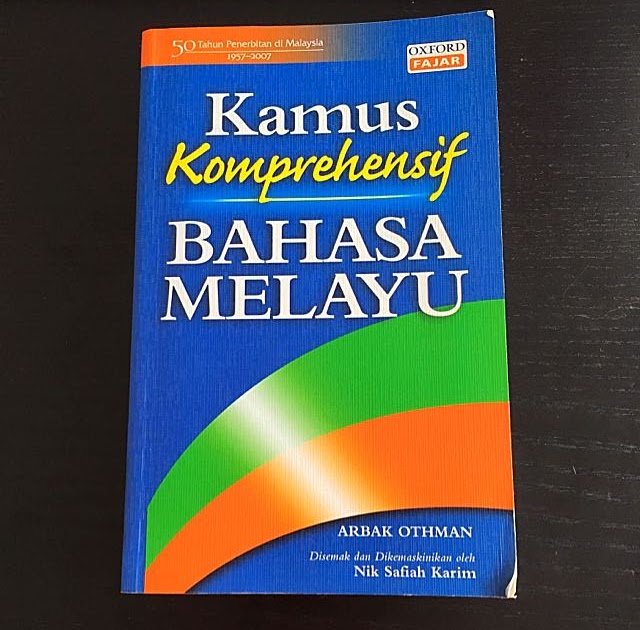 50 Tahun Penerbitan di Malaysia
1957–2007
OXFORD
FAJAR
Kamus
Komprehensif
BAHASA
MELAYU
ARBAK OTHMAN
Disemak dan Dikemaskinikan oleh
Nik Safiah Karim